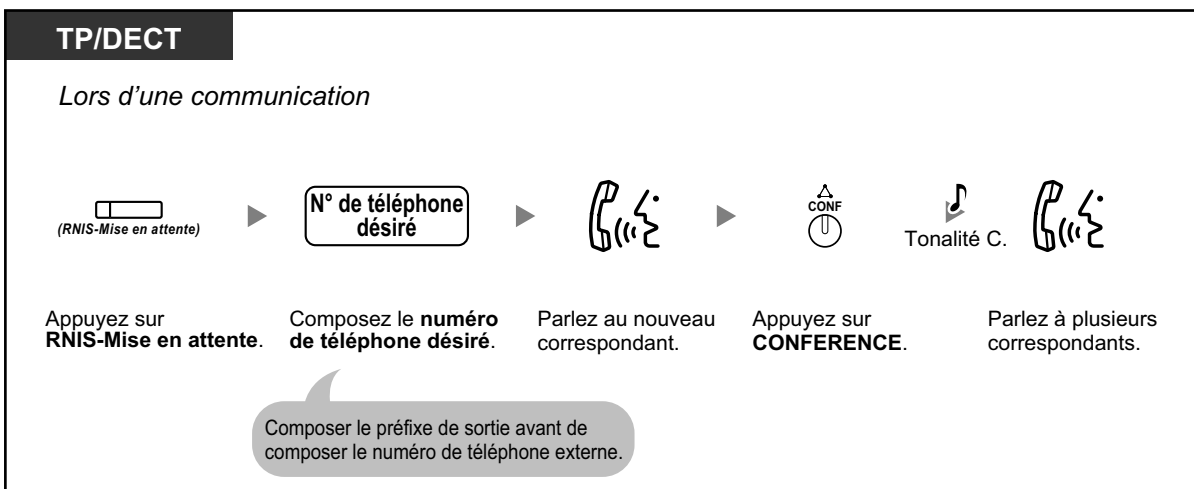 TP/DECT
Lors d’une communication
(RNIS-Mise en attente)
N° de téléphone
désiré
CONF
Tonalité C.
Appuyez sur
RNIS-Mise en attente.
Composez le numéro
de téléphone désiré.
Parlez au nouveau
correspondant.
Appuyez sur
CONFERENCE.
Parlez à plusieurs
correspondants.
Composer le préfixe de sortie avant de
composer le numéro de téléphone externe.